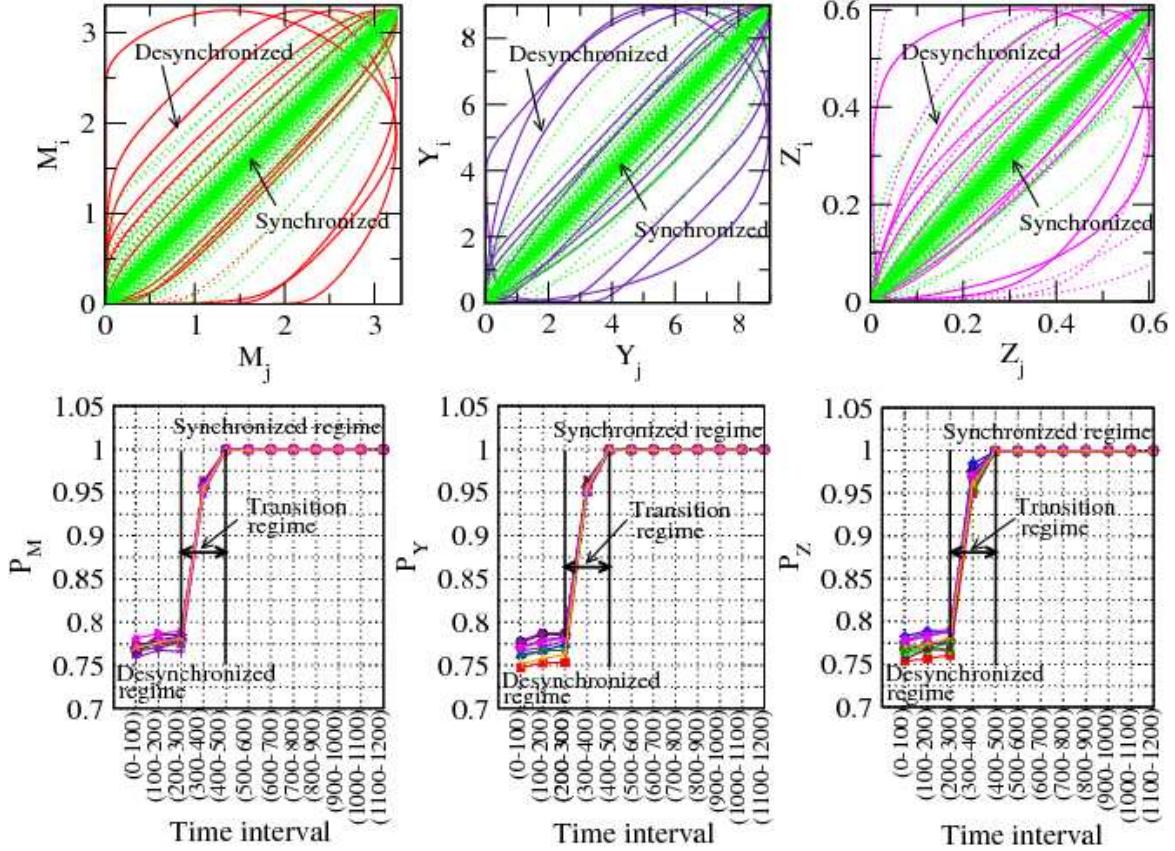 3
2
1
0
M_i
Desynchronized
Synchronized
0 1 2 3
M_j
8
6
4
2
0
Y_i
Desynchronized
Synchronized
0 2 4 6 8
Y_j
0.6
0.4
0.2
0
Z_i
Desynchronized
Synchronized
0 0.2 0.4 0.6
Z_j
1.05
1
0.95
0.9
0.85
0.8
0.75
0.7
P_M
Synchronized regime
Transition
regime
Desynchronized
regime
(0-100)
(100-200)
(200-300)
(300-400)
(400-500)
(500-600)
(600-700)
(700-800)
(800-900)
(900-1000)
(1000-1100)
(1100-1200)
Time interval
1.05
1
0.95
0.9
0.85
0.8
0.75
0.7
P_Y
Synchronized regime
Transition
regime
Desynchronized
regime
(0-100)
(100-200)
(200-300)
(300-400)
(400-500)
(500-600)
(600-700)
(700-800)
(800-900)
(900-1000)
(1000-1100)
(1100-1200)
Time interval
1.05
1
0.95
0.9
0.85
0.8
0.75
0.7
P_Z
Synchronized regime
Transition
regime
Desynchronized
regime
(0-100)
(100-200)
(200-300)
(300-400)
(400-500)
(500-600)
(600-700)
(700-800)
(800-900)
(900-1000)
(1000-1100)
(1100-1200)
Time interval